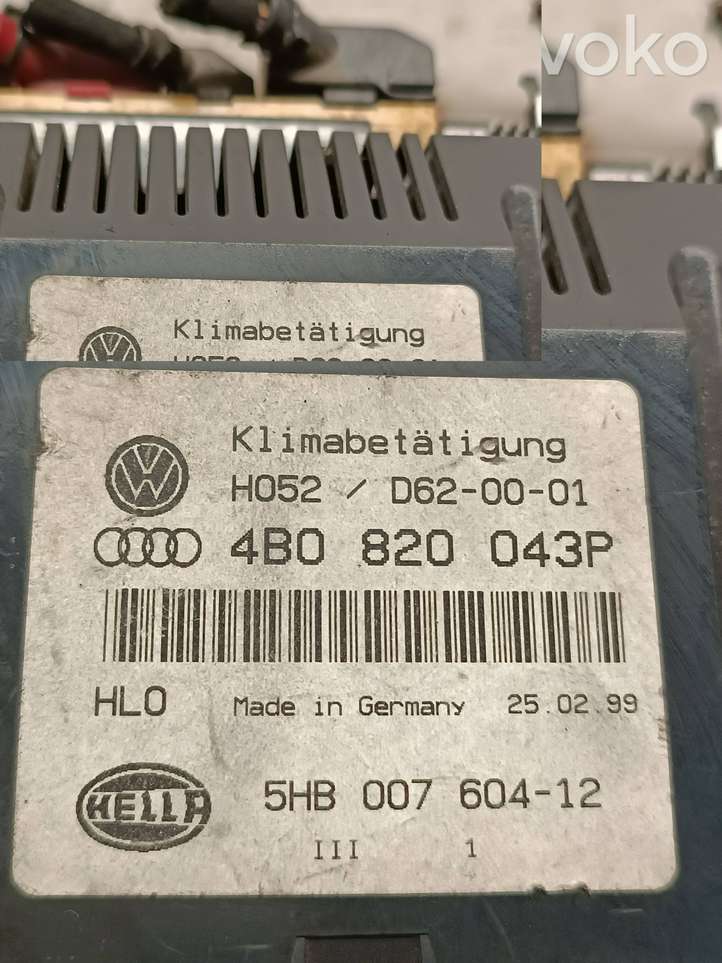 voko
Klimabetätigung
Klimabetätigung
H052 / D62-00-01
4B0 820 043P
HLO Made in Germany 25.02.99
HELLA 5HB 007 604-12
III 1